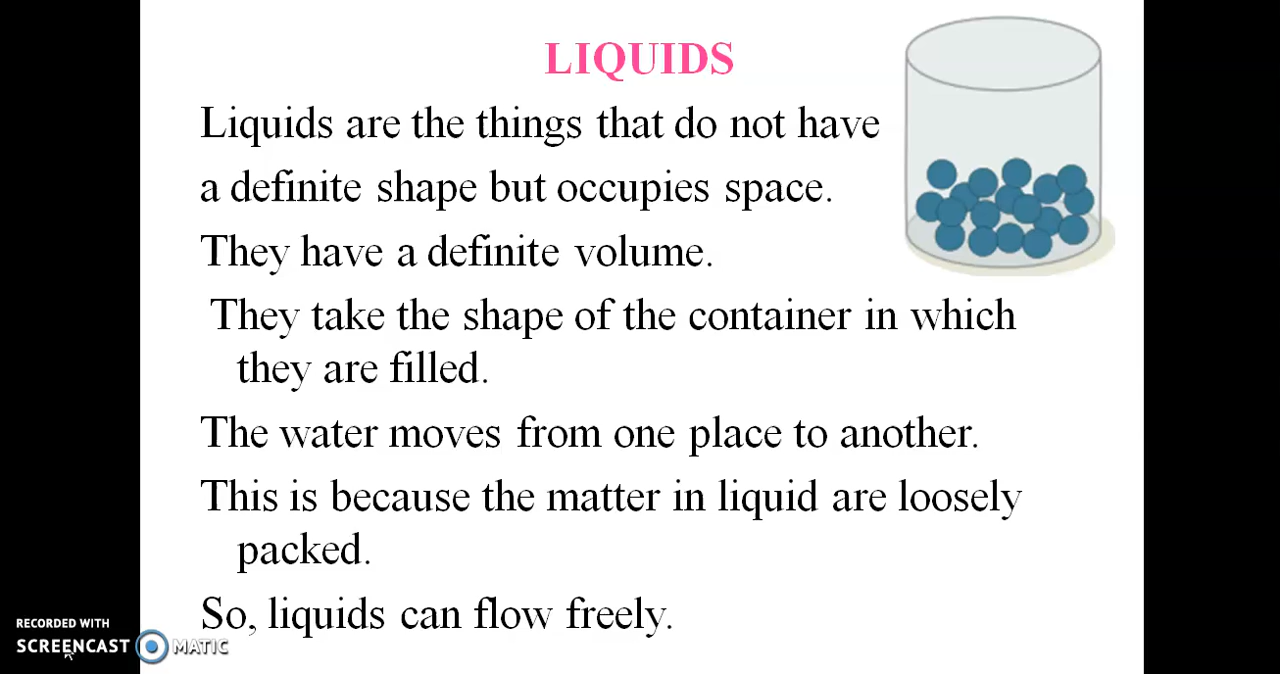 LIQUIDS
Liquids are the things that do not have
a definite shape but occupies space.
They have a definite volume.
They take the shape of the container in which
they are filled.
The water moves from one place to another.
This is because the matter in liquid are loosely
packed.
So, liquids can flow freely.
RECORDED WITH
SCREENCAST MATIC